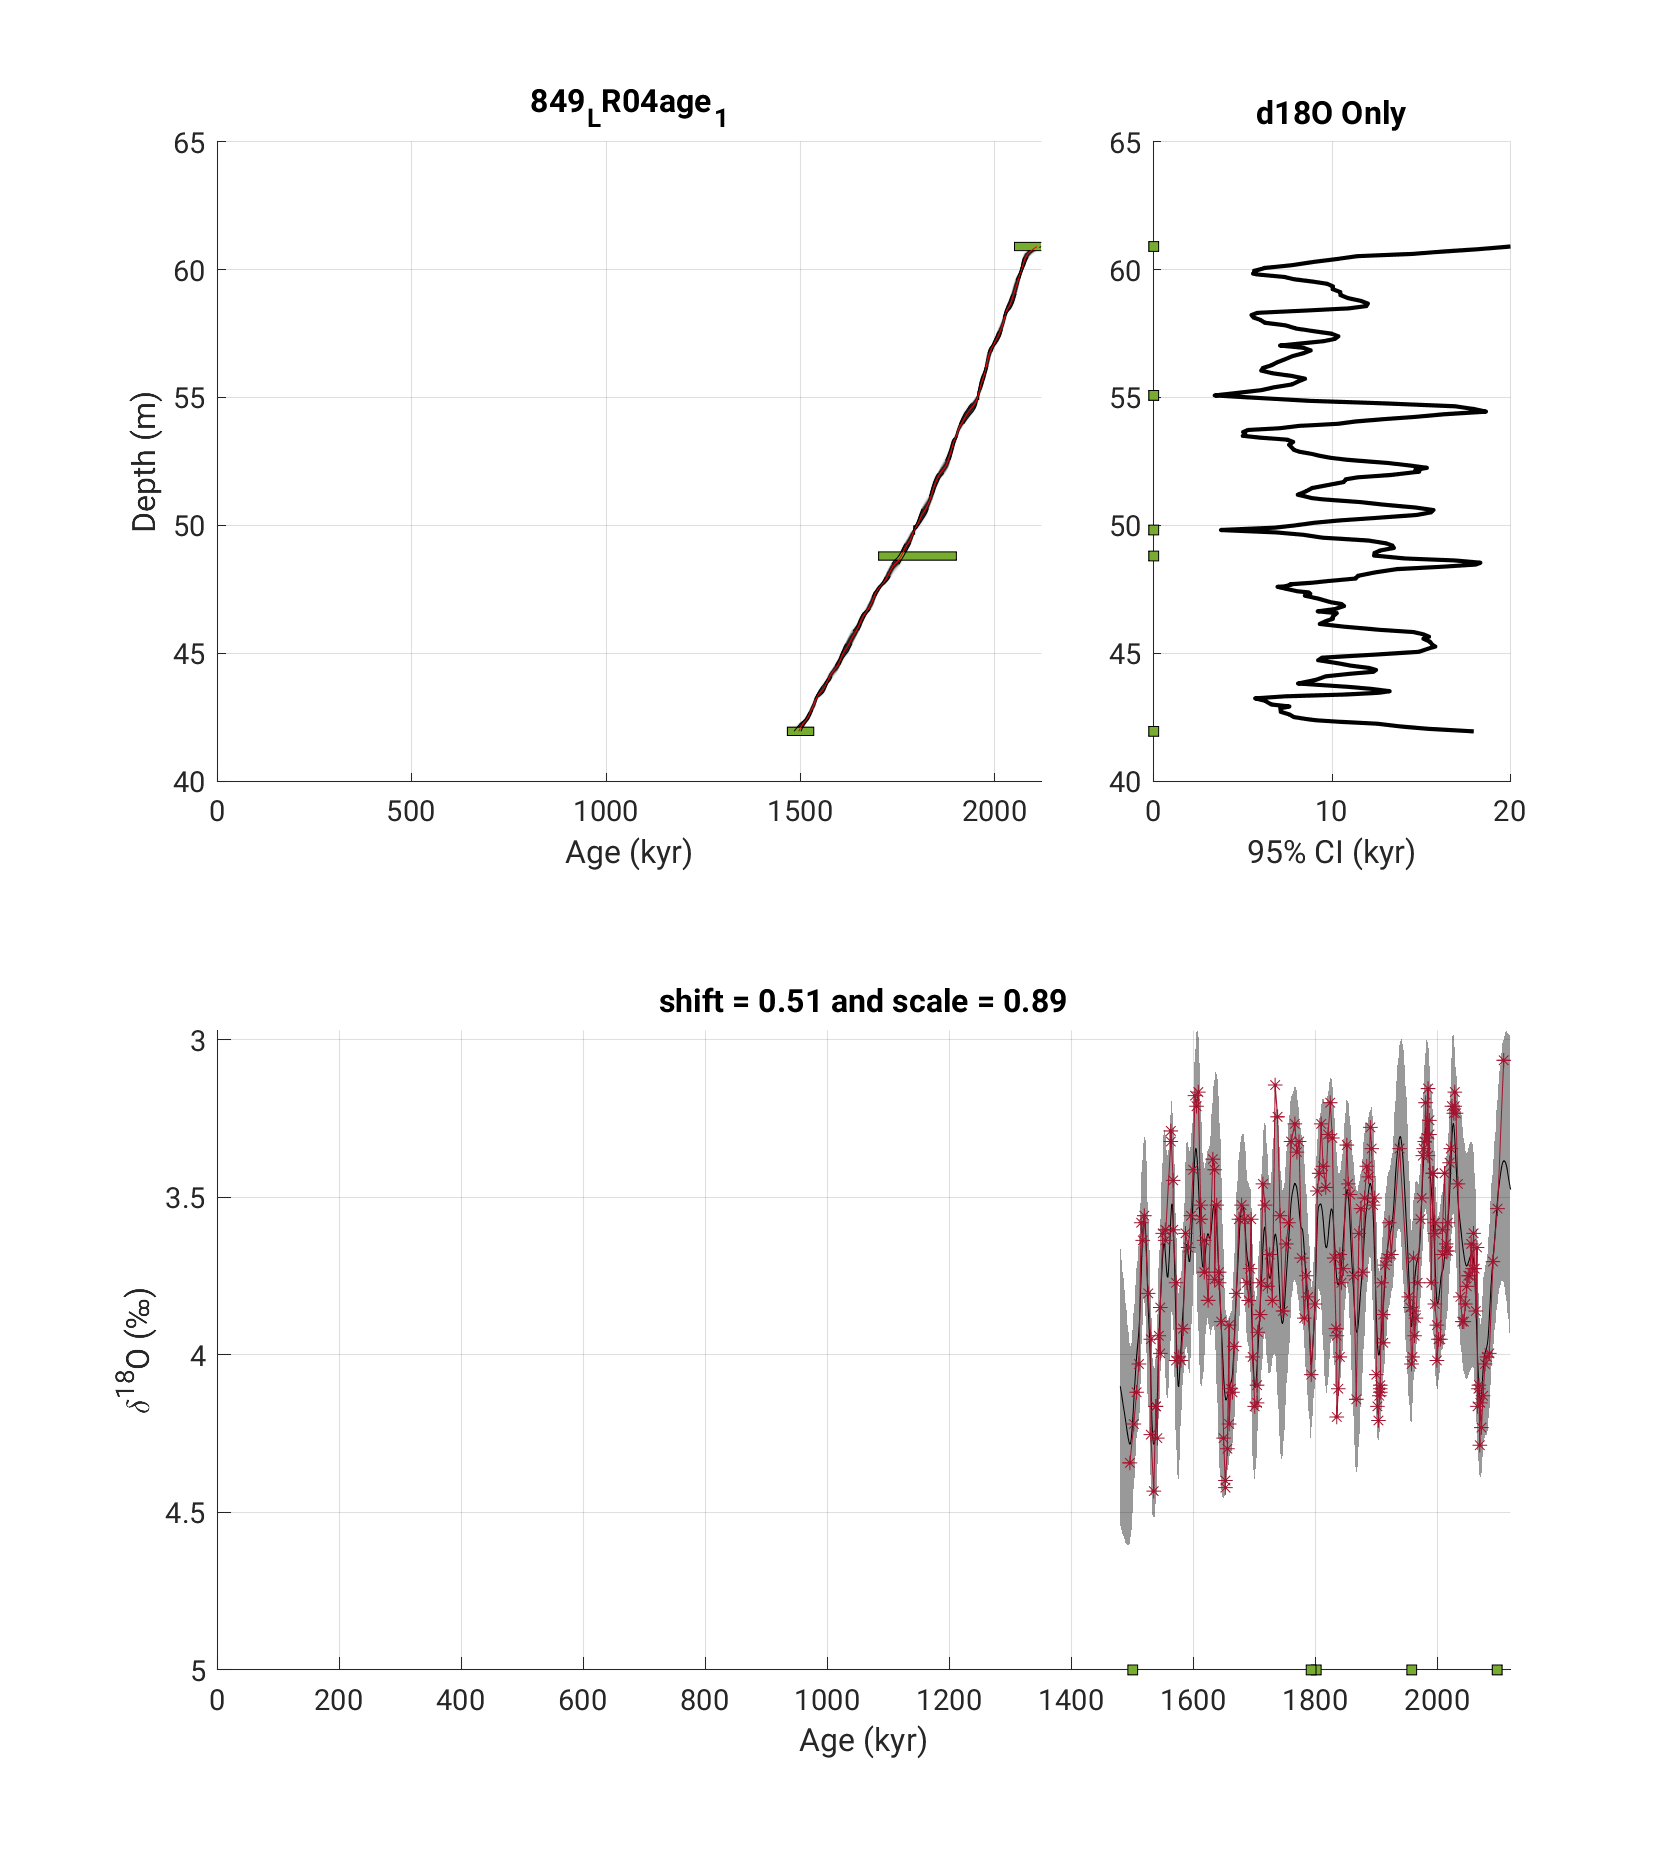 849_LR04age_1
d18O Only
65
60
55
50
45
40
Depth (m)
0 500 1000 1500 2000
Age (kyr)
65
60
55
50
45
40
0 10 20
95% CI (kyr)
shift = 0.51 and scale = 0.89
3
3.5
4
4.5
5
δ18O (‰)
0 200 400 600 800 1000 1200 1400 1600 1800 2000
Age (kyr)